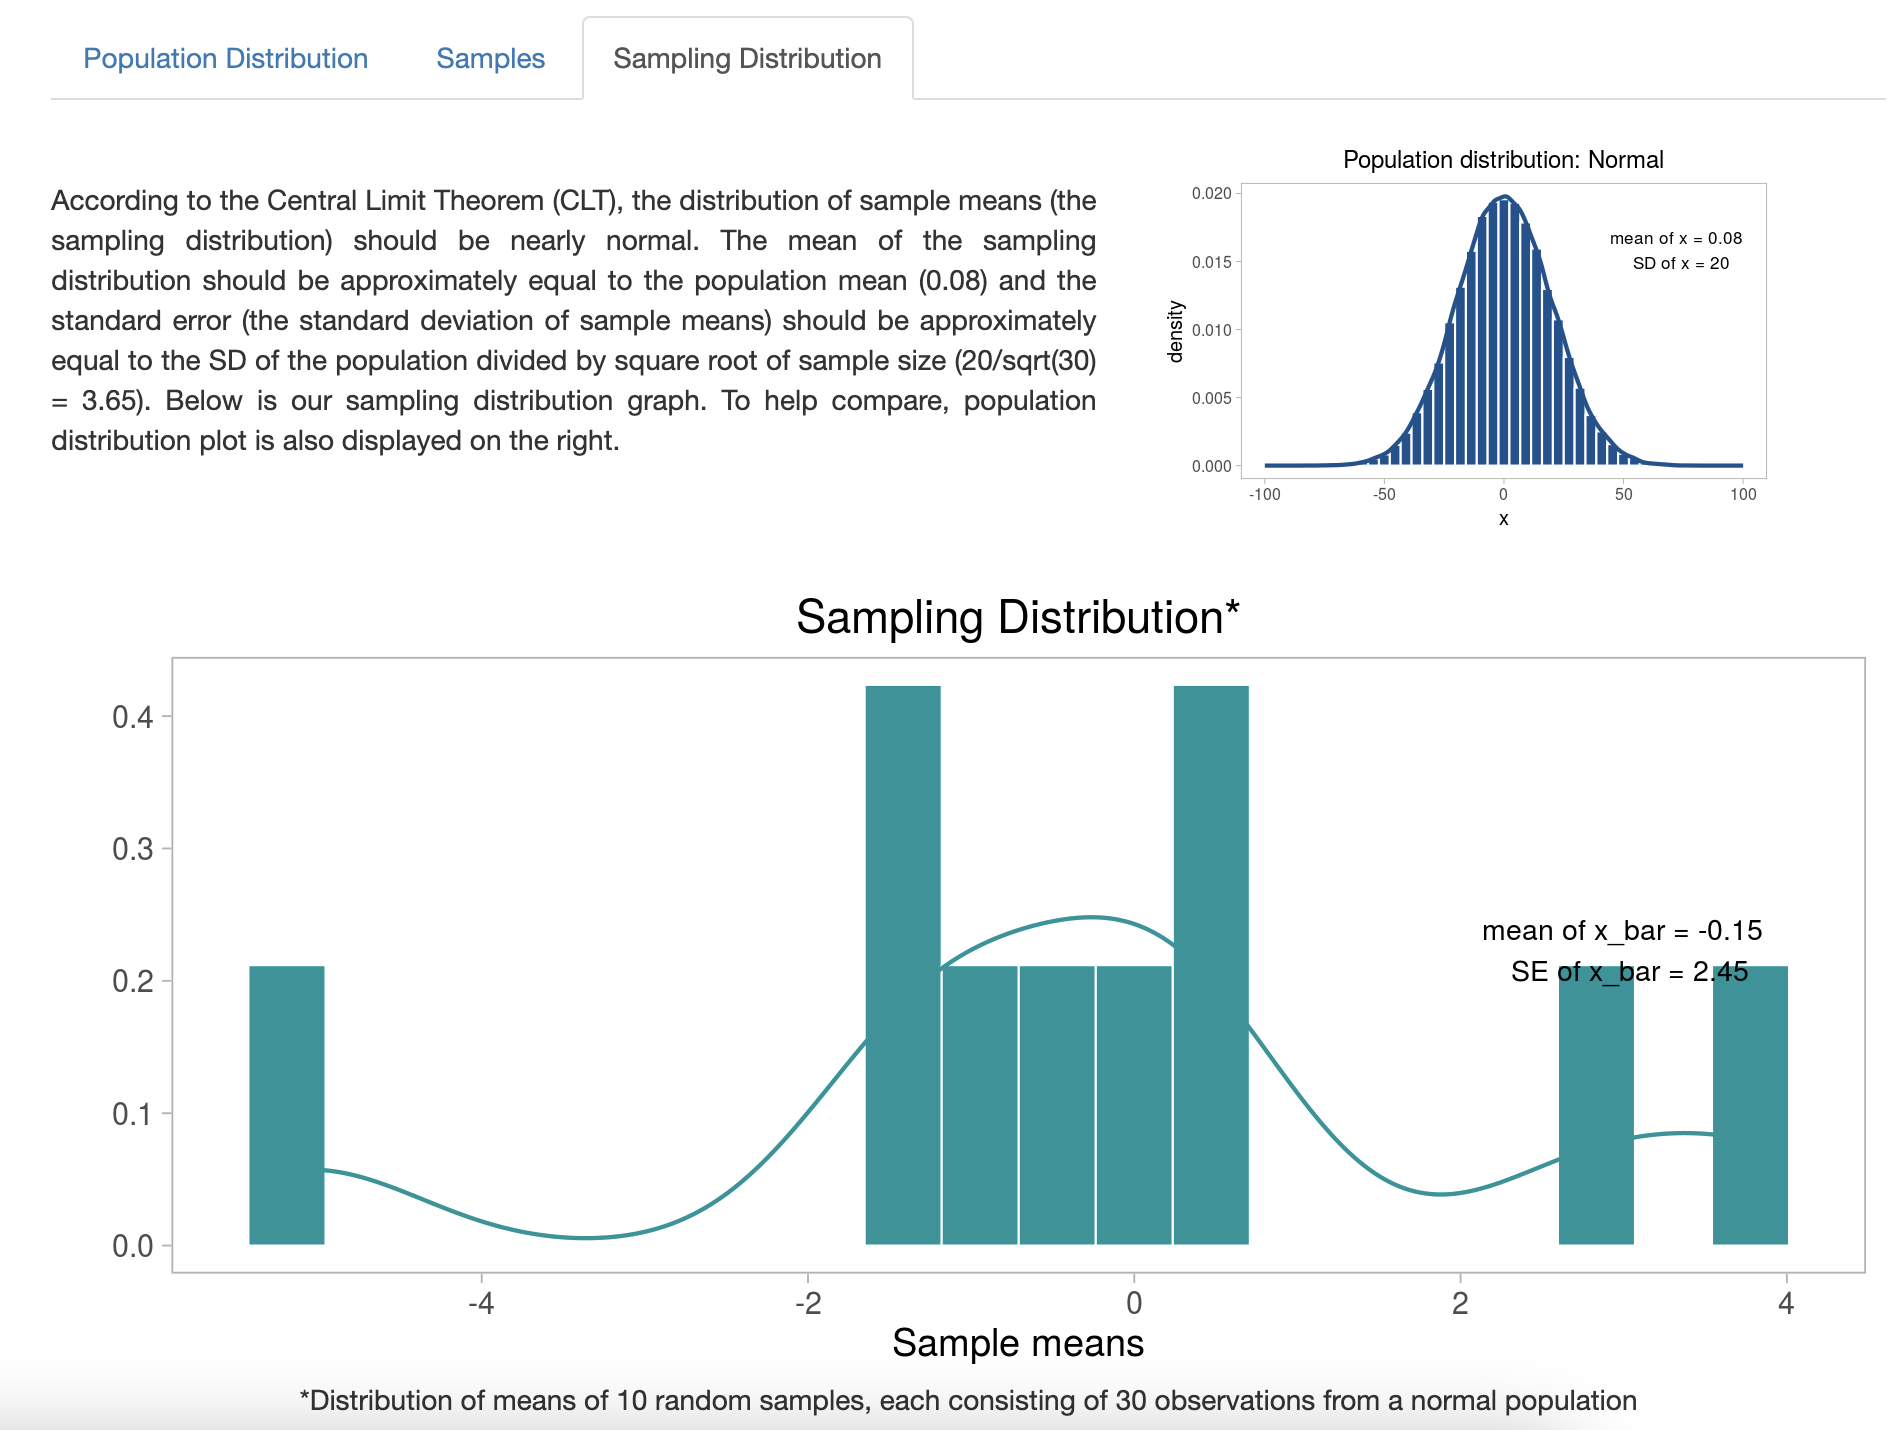 Population Distribution
Samples
Sampling Distribution
According to the Central Limit Theorem (CLT), the distribution of sample means (the
sampling distribution) should be nearly normal. The mean of the sampling
distribution should be approximately equal to the population mean (0.08) and the
standard error (the standard deviation of sample means) should be approximately
equal to the SD of the population divided by square root of sample size (20/sqrt(30)
= 3.65). Below is our sampling distribution graph. To help compare, population
distribution plot is also displayed on the right.
Population distribution: Normal
0.020
0.015
0.010
0.005
0.000
density
mean of x = 0.08
SD of x = 20
-100 -50 0 50 100
x
Sampling Distribution*
0.4
0.3
0.2
0.1
0.0
mean of x_bar = -0.15
SE of x_bar = 2.45
-4 -2 0 2 4
Sample means
*Distribution of means of 10 random samples, each consisting of 30 observations from a normal population